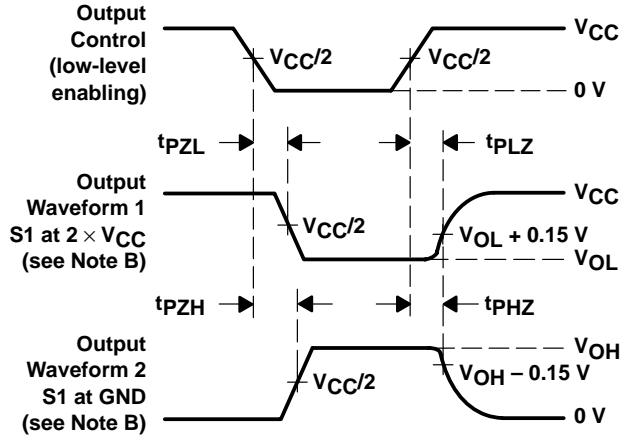 Output
Control
(low-level
enabling)
VCC/2
VCC/2
VCC
0 V
tPZL
tPLZ
Output
Waveform 1
S1 at 2 × VCC
(see Note B)
VCC/2
VCC
VOL + 0.15 V
VOL
tPZH
tPHZ
Output
Waveform 2
S1 at GND
(see Note B)
VCC/2
VOH
VOH – 0.15 V
0 V